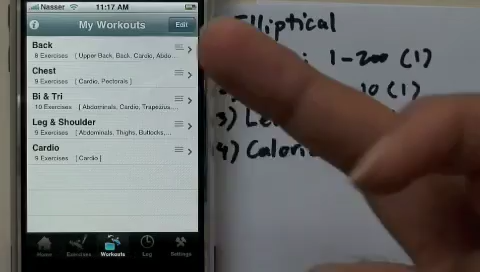 Nasser 11:17 AM
My Workouts Edit
Back
8 Exercises [ Upper Back, Back, Cardio, Abdo...
Chest
9 Exercises [ Cardio, Pectorals ]
Bi & Tri
10 Exercises [ Abdominals, Cardio, Trapezius,...
Leg & Shoulder
9 Exercises [ Abdominals, Thighs, Buttocks,...
Cardio
9 Exercises [ Cardio ]
Home Exercises Workouts Log Settings
Elliptical
1-200 (1)
10 (1)
3)
4)